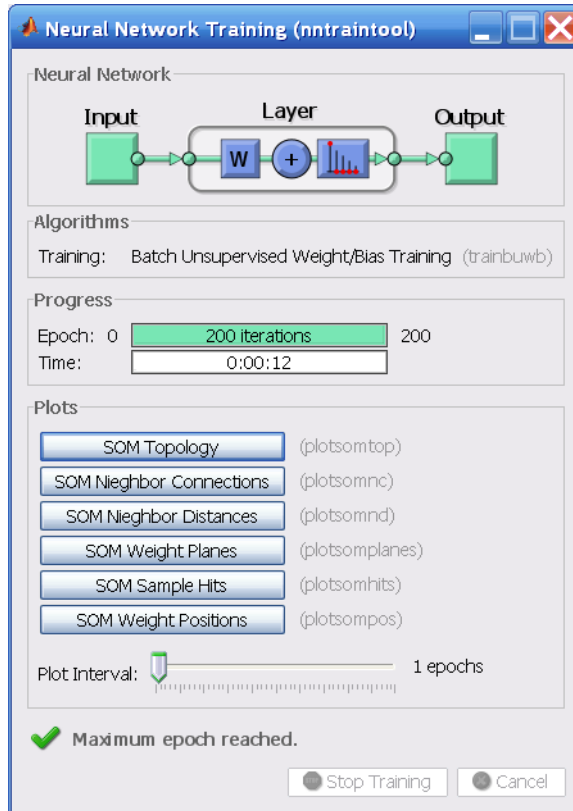 Neural Network Training (nntraintool)
Neural Network
Input
Layer
Output
W
+
Algorithms
Training: Batch Unsupervised Weight/Bias Training (trainbuwb)
Progress
Epoch: 0 200 iterations 200
Time: 0:00:12
Plots
SOM Topology (plotsomtop)
SOM Nieghbor Connections (plotsomnc)
SOM Nieghbor Distances (plotsomnd)
SOM Weight Planes (plotsomplanes)
SOM Sample Hits (plotsomhits)
SOM Weight Positions (plotsompos)
Plot Interval: 1 epochs
Maximum epoch reached.
Stop Training Cancel